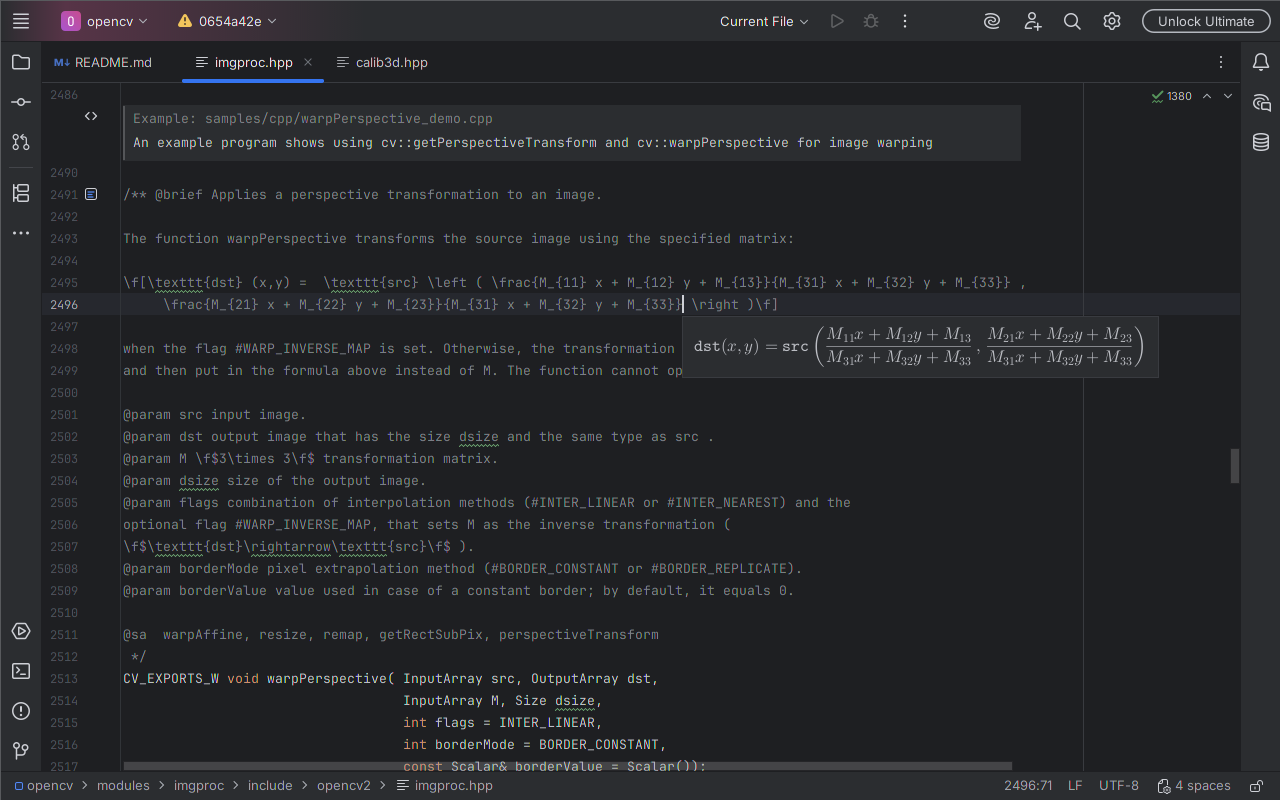 O opencv 0654a42e Current File Unlock Ultimate
README.md imgproc.hpp calib3d.hpp
2486 1380
Example: samples/cpp/warpPerspective_demo.cpp
An example program shows using cv::getPerspectiveTransform and cv::warpPerspective for image warping
2490
2491 /** @brief Applies a perspective transformation to an image.
2492
2493 The function warpPerspective transforms the source image using the specified matrix:
2494
2495 \f[\texttt{dst} (x,y) =  \texttt{src} \left ( \frac{M_{11} x + M_{12} y + M_{13}}{M_{31} x + M_{32} y + M_{33}} ,
2496      \frac{M_{21} x + M_{22} y + M_{23}}{M_{31} x + M_{32} y + M_{33}} \right )\f]
2497
dst(x, y) = src ( M11x + M12y + M13 / M31x + M32y + M33 , M21x + M22y + M23 / M31x + M32y + M33 )
2498 when the flag #WARP_INVERSE_MAP is set. Otherwise, the transformation
2499 and then put in the formula above instead of M. The function cannot op
2500
2501 @param src input image.
2502 @param dst output image that has the size dsize and the same type as src .
2503 @param M \f$3\times 3\f$ transformation matrix.
2504 @param dsize size of the output image.
2505 @param flags combination of interpolation methods (#INTER_LINEAR or #INTER_NEAREST) and the
2506 optional flag #WARP_INVERSE_MAP, that sets M as the inverse transformation (
2507 \f$\texttt{dst}\rightarrow\texttt{src}\f$ ).
2508 @param borderMode pixel extrapolation method (#BORDER_CONSTANT or #BORDER_REPLICATE).
2509 @param borderValue value used in case of a constant border; by default, it equals 0.
2510
2511 @sa  warpAffine, resize, remap, getRectSubPix, perspectiveTransform
2512  */
2513 CV_EXPORTS_W void warpPerspective( InputArray src, OutputArray dst,
2514                                    InputArray M, Size dsize,
2515                                    int flags = INTER_LINEAR,
2516                                    int borderMode = BORDER_CONSTANT,
2517                                    const Scalar& borderValue = Scalar());
opencv > modules > imgproc > include > opencv2 > imgproc.hpp 2496:71 LF UTF-8 4 spaces